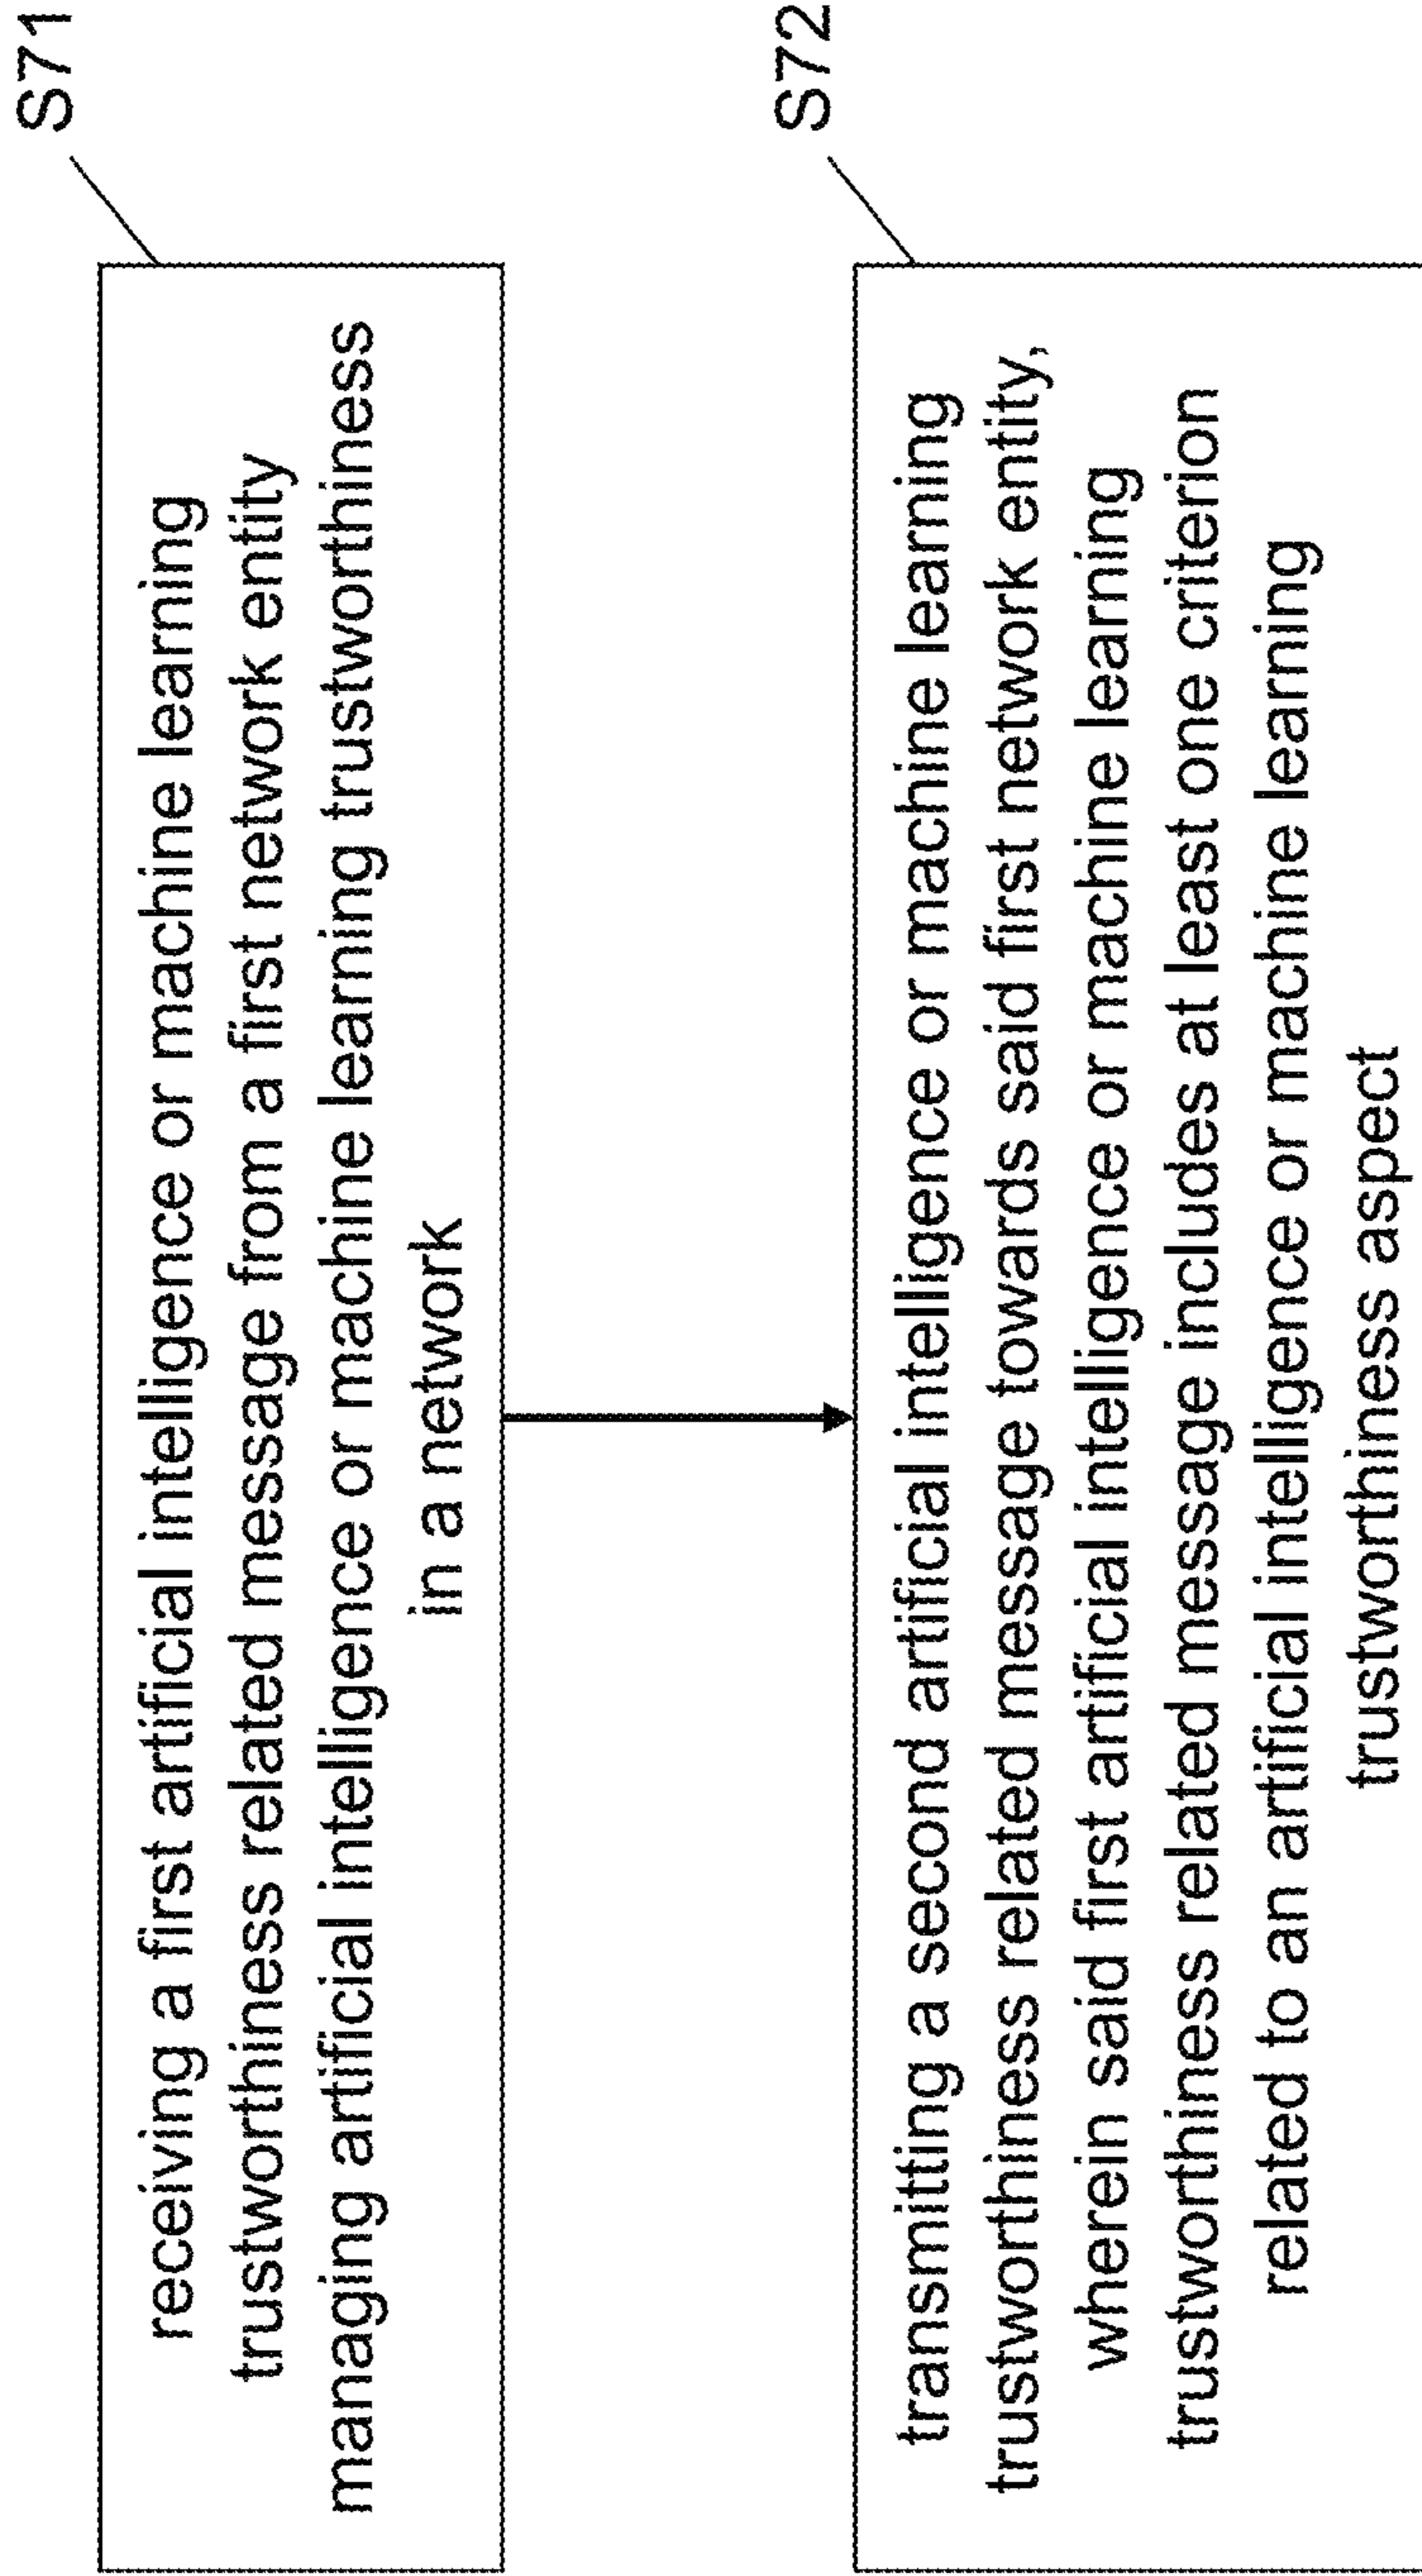 S71
receiving a first artificial intelligence or machine learning
trustworthiness related message from a first network entity
managing artificial intelligence or machine learning trustworthiness
in a network
S72
transmitting a second artificial intelligence or machine learning
trustworthiness related message towards said first network entity,
wherein said first artificial intelligence or machine learning
trustworthiness related message includes at least one criterion
related to an artificial intelligence or machine learning
trustworthiness aspect